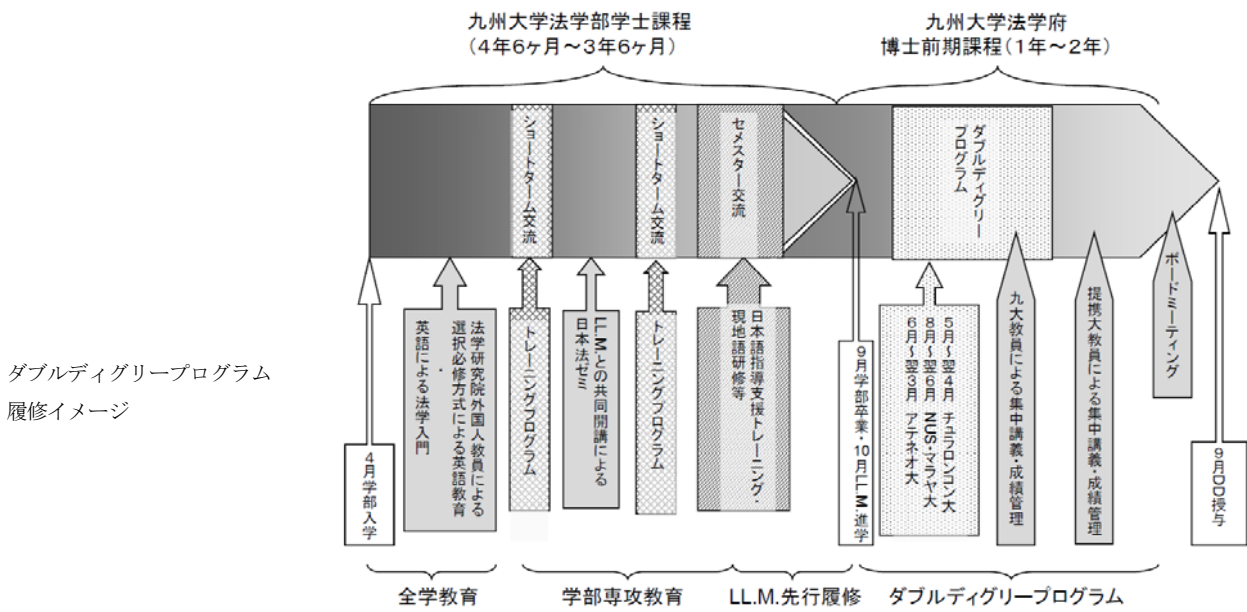 九州大学法学部学士課程
(4年6ヶ月～3年6ヶ月)
九州大学法学府
博士前期課程(1年～2年)
ショートターム交流
ショートターム交流
セメスター交流
ダブルディグリー
プログラム
ダブルディグリープログラム
履修イメージ
4月学部入学
法学研究院外国人教員による
選択必修方式による英語教育
・
英語による法学入門
トレーニングプログラム
LL.M.との共同開講による
日本法ゼミ
トレーニングプログラム
日本語指導支援トレーニング・
現地語研修等
9月学部卒業・10月LL.M.進学
5月～翌4月 チュラロンコン大
8月～翌6月 NUS・マラヤ大
6月～翌3月 アテネオ大
九大教員による集中講義・成績管理
提携大教員による集中講義・成績管理
ボードミーティング
9月DD授与
全学教育
学部専攻教育
LL.M.先行履修
ダブルディグリープログラム